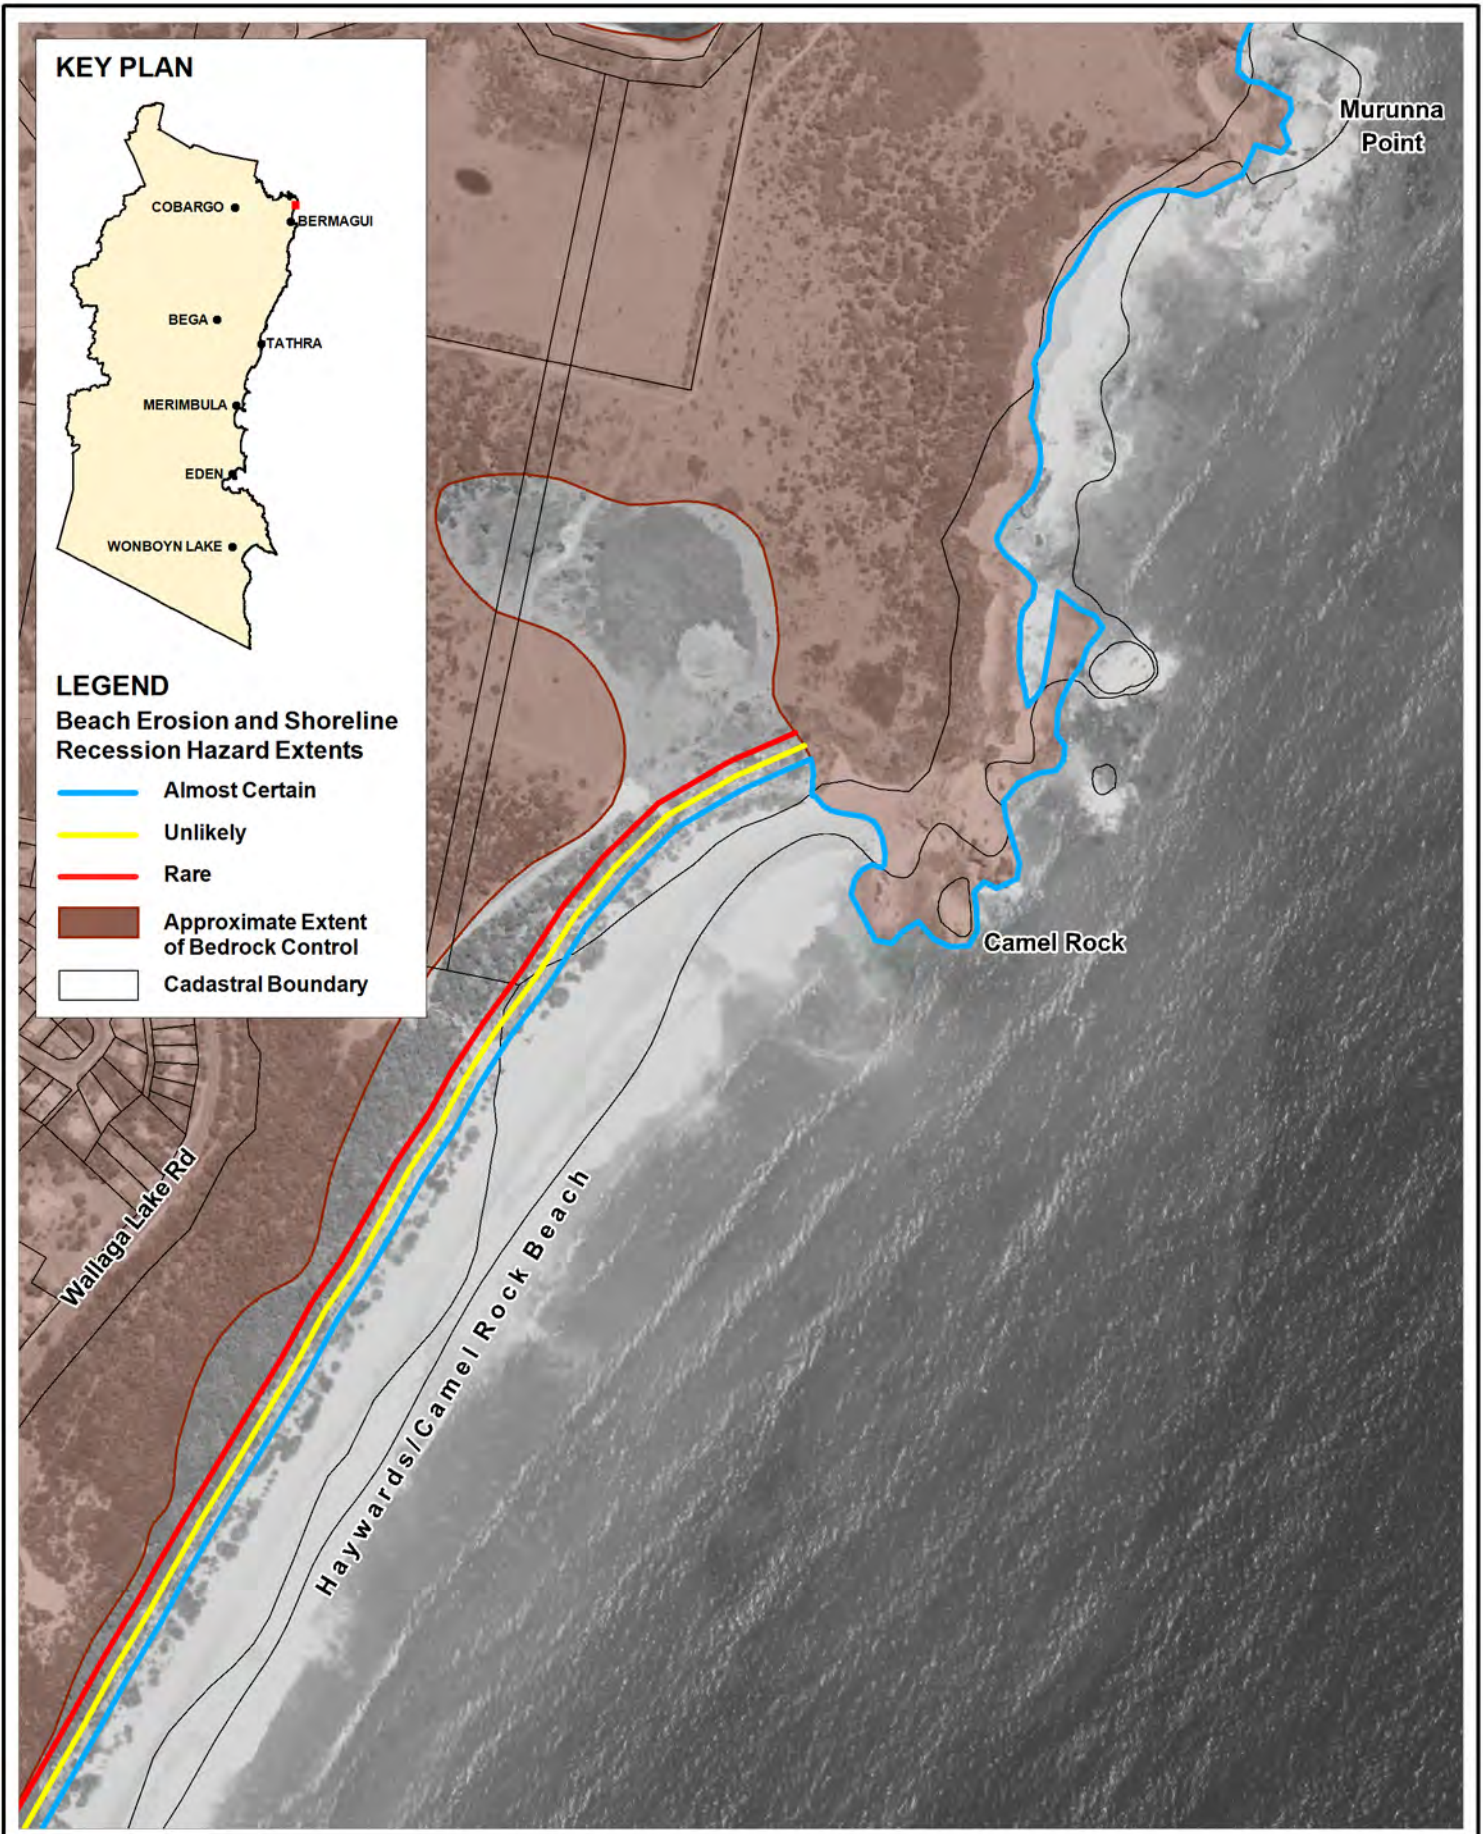 KEY PLAN
COBARGO
BERMAGUI
BEGA
TATHRA
MERIMBULA
EDEN
WONBOYN LAKE
LEGEND
Beach Erosion and Shoreline
Recession Hazard Extents
Almost Certain
Unlikely
Rare
Approximate Extent
of Bedrock Control
Cadastral Boundary
Murunna
Point
Camel Rock
Wallaga Lake Rd
Haywards/Camel Rock Beach